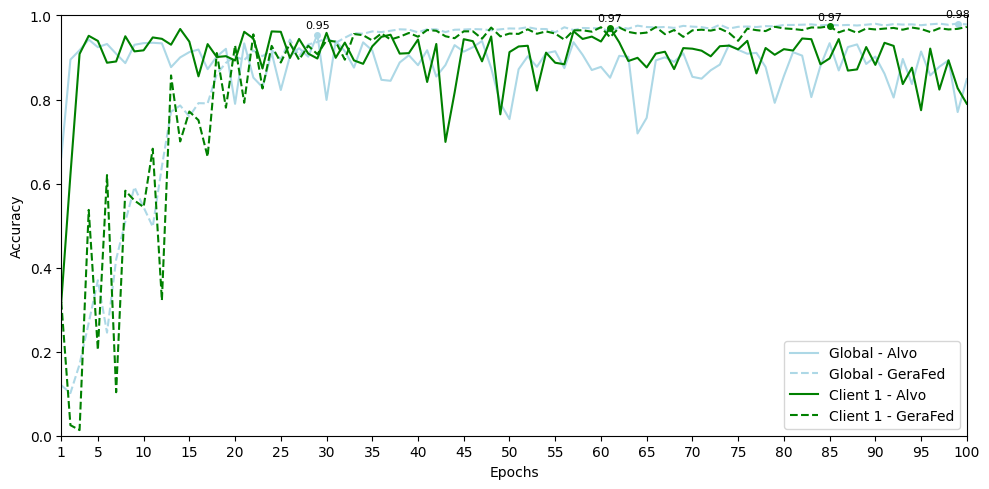 0.95
0.97
0.97
0.98
1.0
0.8
0.6
0.4
0.2
0.0
Accuracy
Global - Alvo
Global - GeraFed
Client 1 - Alvo
Client 1 - GeraFed
1 5 10 15 20 25 30 35 40 45 50 55 60 65 70 75 80 85 90 95 100
Epochs